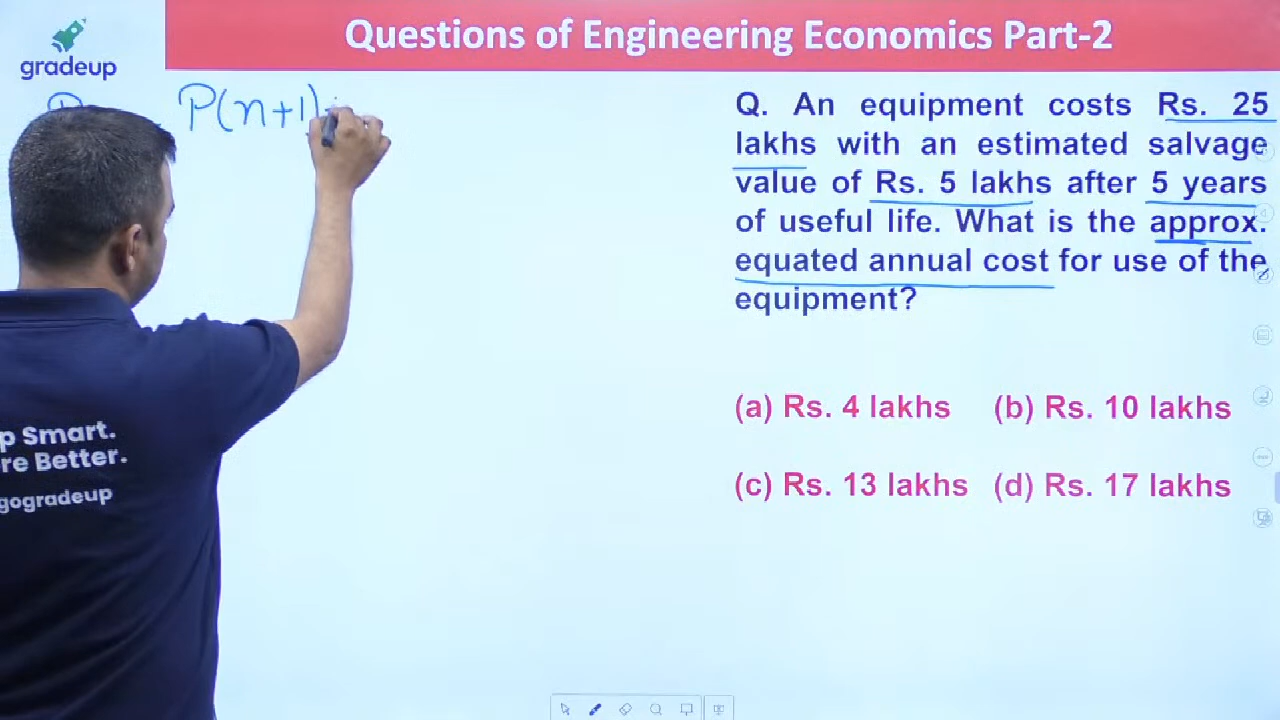 Questions of Engineering Economics Part-2
gradeup
P(n+1)
Q. An equipment costs Rs. 25
lakhs with an estimated salvage
value of Rs. 5 lakhs after 5 years
of useful life. What is the approx.
equated annual cost for use of the
equipment?
(a) Rs. 4 lakhs (b) Rs. 10 lakhs
(c) Rs. 13 lakhs (d) Rs. 17 lakhs
p Smart.
re Better.
gogradeup